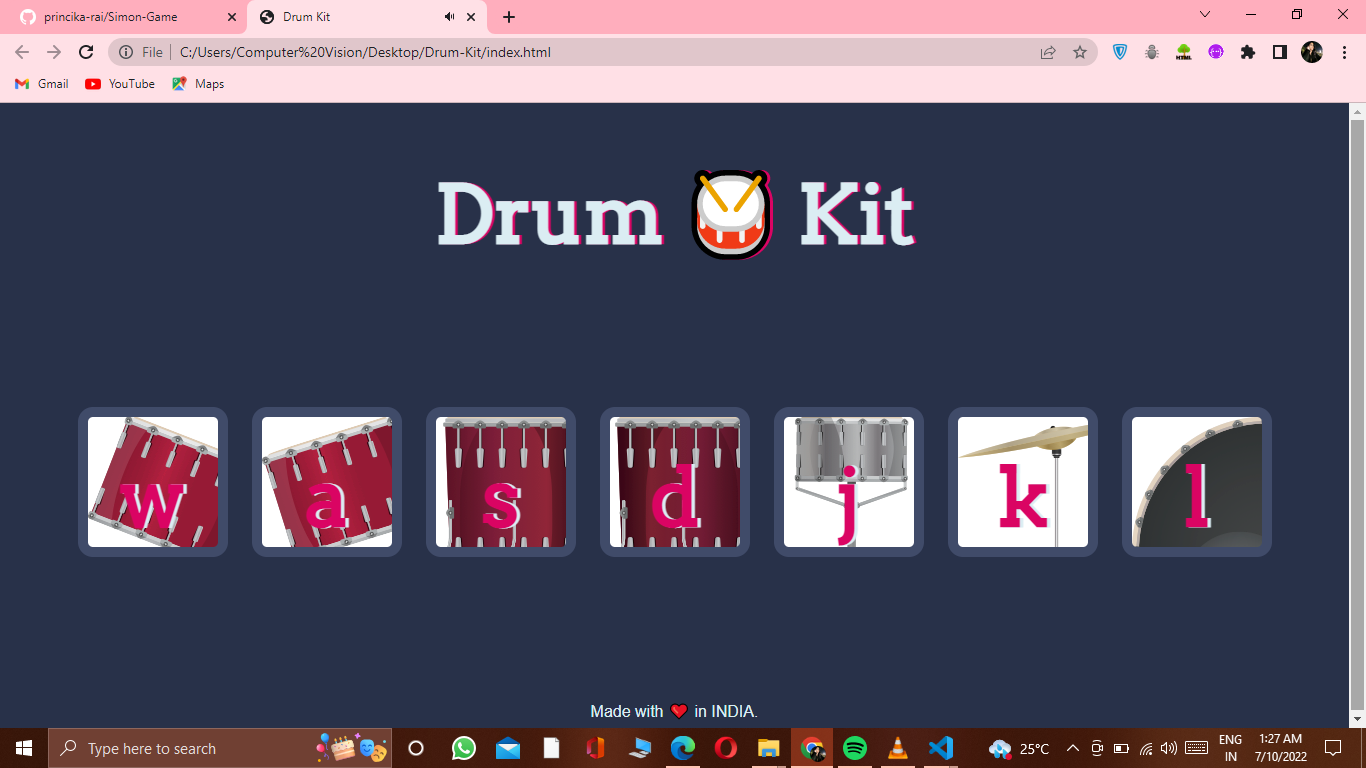 princika-rai/Simon-Game
Drum Kit
File
C:/Users/Computer%20Vision/Desktop/Drum-Kit/index.html
HTML
Gmail
YouTube
Maps
Drum 🥁 Kit
w a s d j k l
Made with ❤️ in INDIA.
Type here to search
25°C
ENG
IN
1:27 AM
7/10/2022